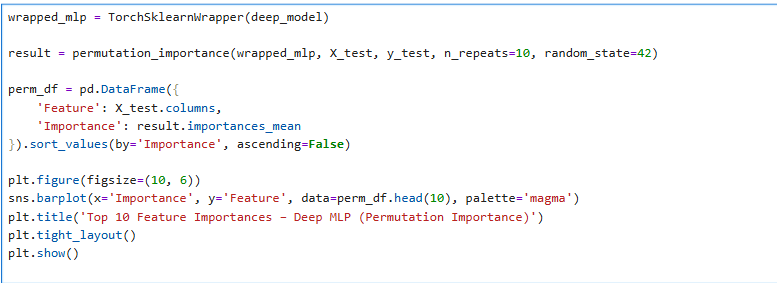 wrapped_mlp = TorchSklearnWrapper(deep_model)
result = permutation_importance(wrapped_mlp, X_test, y_test, n_repeats=10, random_state=42)
perm_df = pd.DataFrame({
    'Feature': X_test.columns,
    'Importance': result.importances_mean
}).sort_values(by='Importance', ascending=False)
plt.figure(figsize=(10, 6))
sns.barplot(x='Importance', y='Feature', data=perm_df.head(10), palette='magma')
plt.title('Top 10 Feature Importances – Deep MLP (Permutation Importance)')
plt.tight_layout()
plt.show()